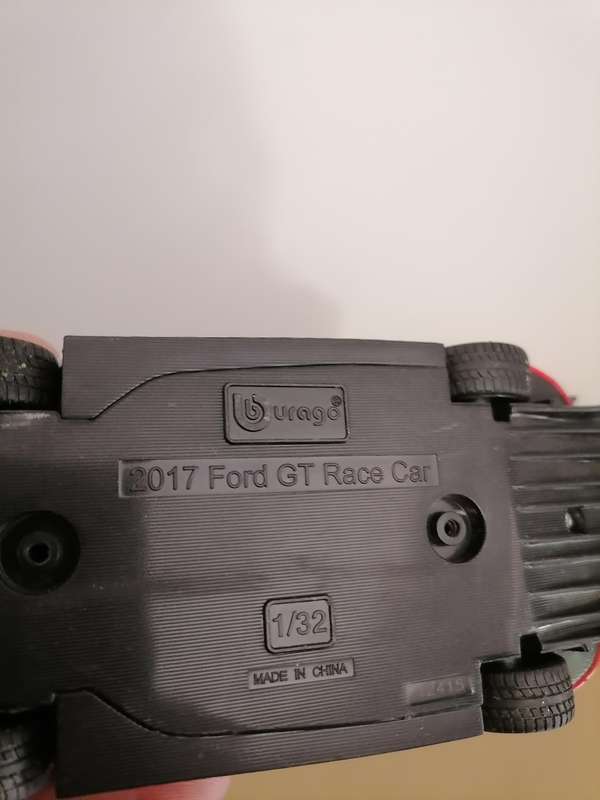 burago®
2017 Ford GT Race Car
1/32
MADE IN CHINA